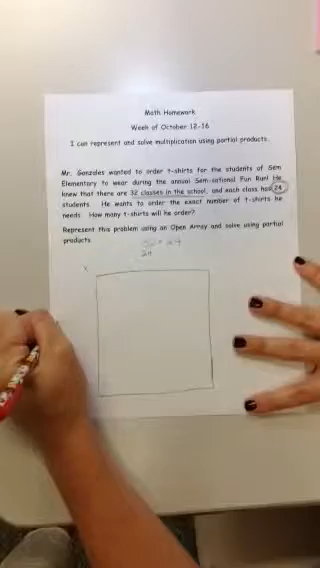 Math Homework
Week of October 12-16
I can represent and solve multiplication using partial products.
Mr. Gonzales wanted to order t-shirts for the students of Sem
Elementary to wear during the annual Sem-sational Fun Run! He
knew that there are 32 classes in the school, and each class has 24
students. He wants to order the exact number of t-shirts he
needs. How many t-shirts will he order?
Represent this problem using an Open Array and solve using partial
products.
x